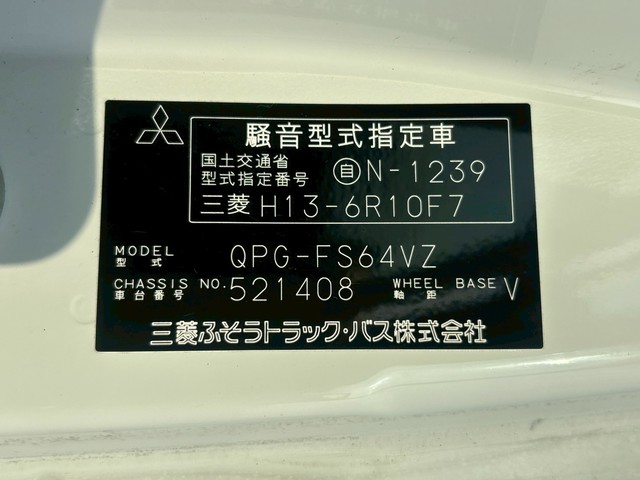 騒音型式指定車
国土交通省
型式指定番号 自N-1239
三菱 H13-6R10F7
MODEL
型式 QPG-FS64VZ
CHASSIS NO.
車台番号 521408 WHEEL BASE
軸距 V
三菱ふそうトラック・バス株式会社